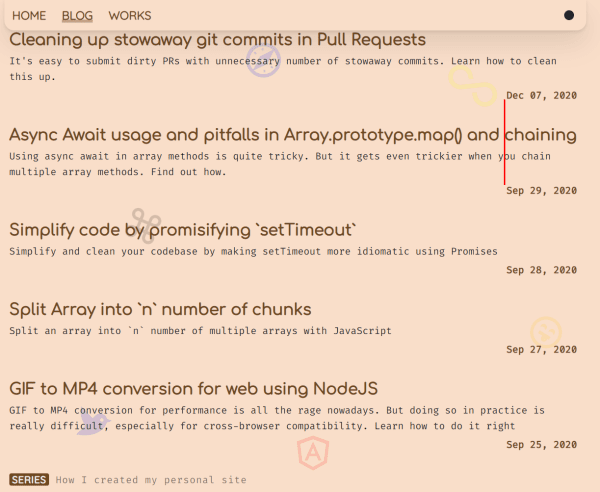 HOME BLOG WORKS
Cleaning up stowaway git commits in Pull Requests
It's easy to submit dirty PRs with unnecessary number of stowaway commits. Learn how to clean
this up.
Dec 07, 2020
Async Await usage and pitfalls in Array.prototype.map() and chaining
Using async await in array methods is quite tricky. But it gets even trickier when you chain
multiple array methods. Find out how.
Sep 29, 2020
Simplify code by promisifying `setTimeout`
Simplify and clean your codebase by making setTimeout more idiomatic using Promises
Sep 28, 2020
Split Array into `n` number of chunks
Split an array into `n` number of multiple arrays with JavaScript
Sep 27, 2020
GIF to MP4 conversion for web using NodeJS
GIF to MP4 conversion for performance is all the rage nowadays. But doing so in practice is
really difficult, especially for cross-browser compatibility. Learn how to do it right
Sep 25, 2020
SERIES How I created my personal site